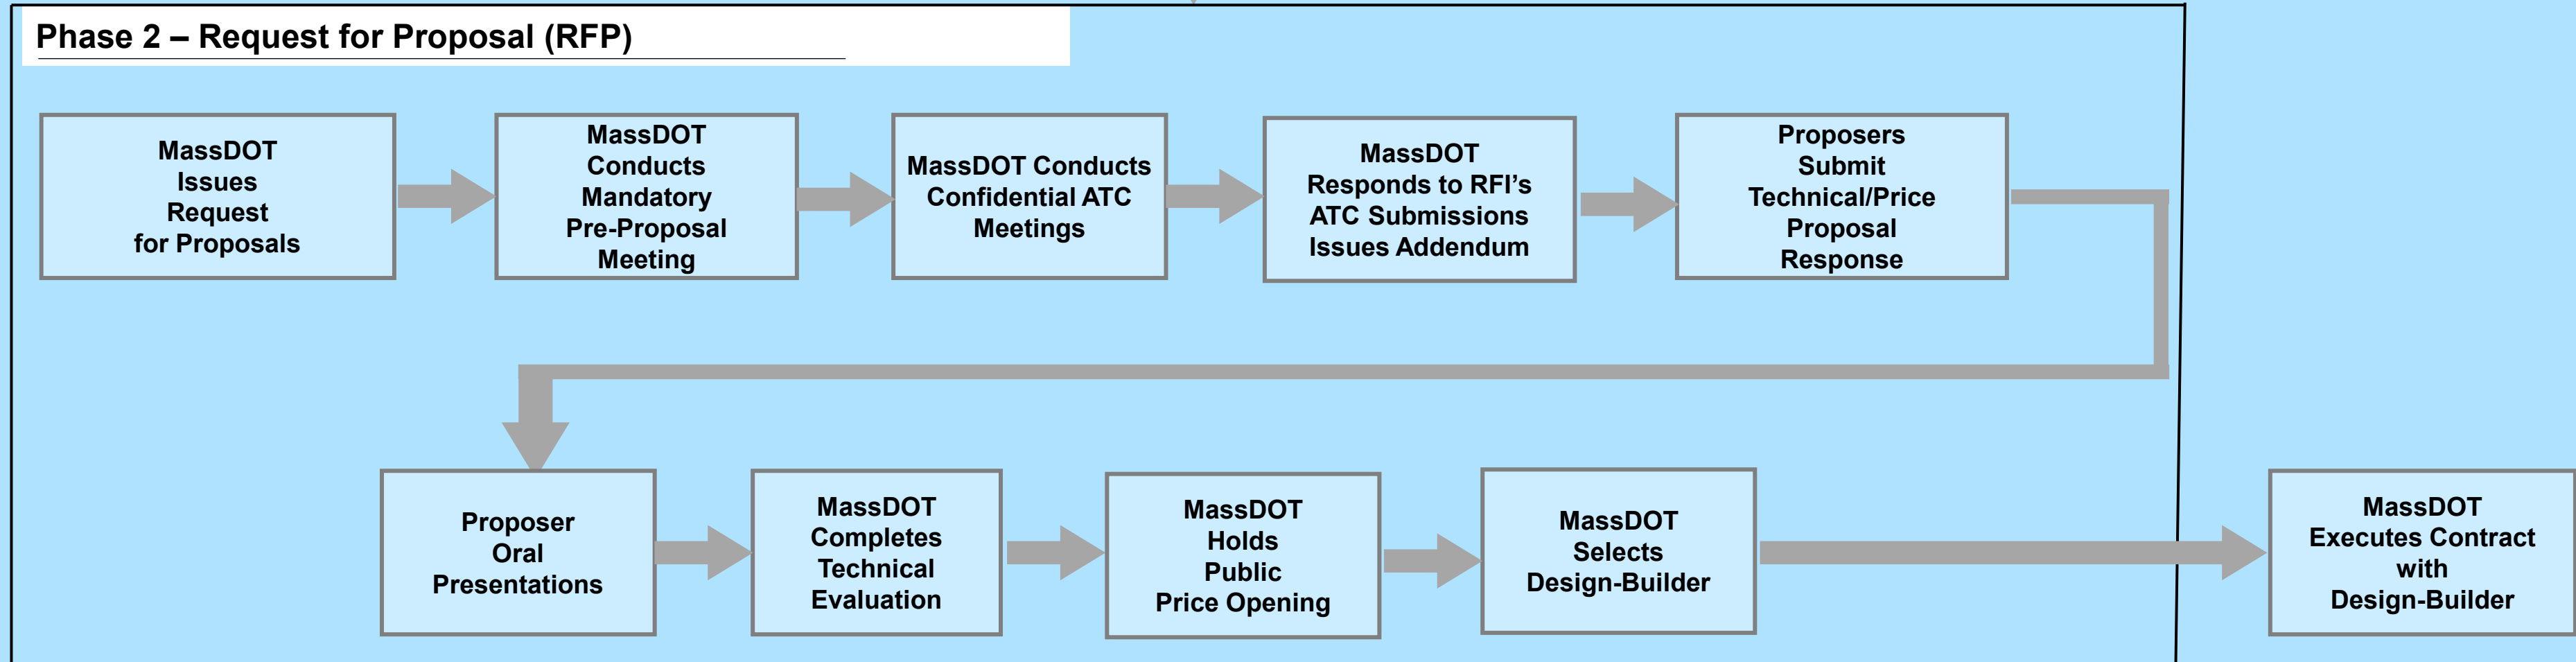 Phase 2 – Request for Proposal (RFP)
MassDOT
Issues
Request
for Proposals
MassDOT
Conducts
Mandatory
Pre-Proposal
Meeting
MassDOT Conducts
Confidential ATC
Meetings
MassDOT
Responds to RFI’s
ATC Submissions
Issues Addendum
Proposers
Submit
Technical/Price
Proposal
Response
Proposer
Oral
Presentations
MassDOT
Completes
Technical
Evaluation
MassDOT
Holds
Public
Price Opening
MassDOT
Selects
Design-Builder
MassDOT
Executes Contract
with
Design-Builder